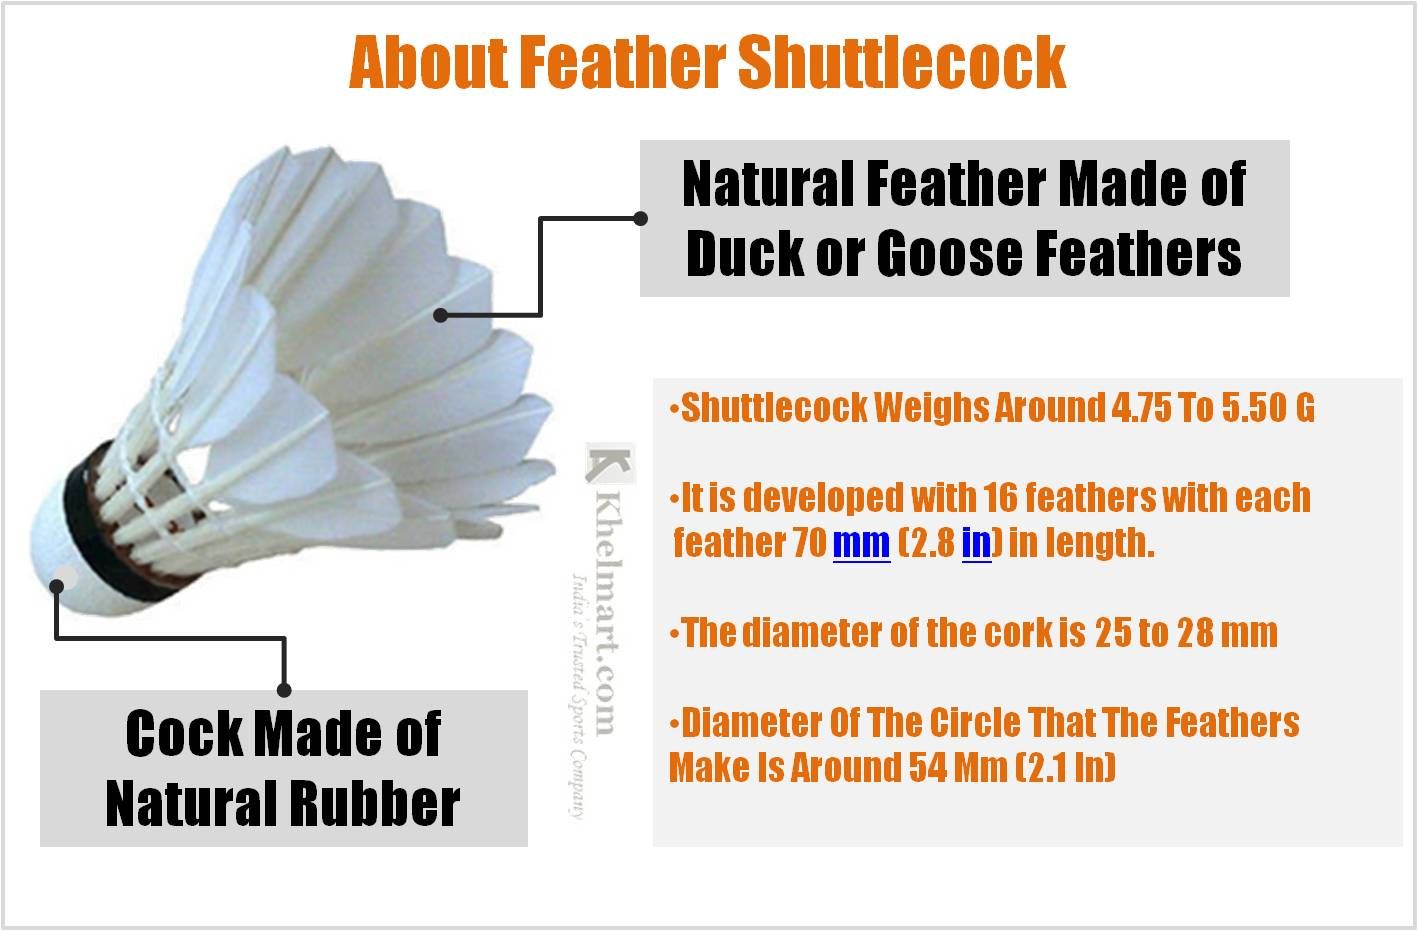 About Feather Shuttlecock
Natural Feather Made of
Duck or Goose Feathers
•Shuttlecock Weighs Around 4.75 To 5.50 G
•It is developed with 16 feathers with each
feather 70 mm (2.8 in) in length.
•The diameter of the cork is 25 to 28 mm
•Diameter Of The Circle That The Feathers
Make Is Around 54 Mm (2.1 In)
Cock Made of
Natural Rubber
Khelmart.com
India's Trusted Sports Company